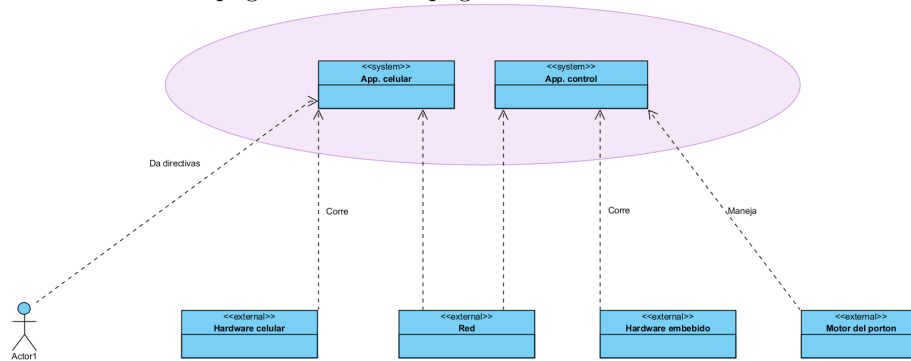 <<system>>
App. celular
<<system>>
App. control
Da directivas
Corre
Corre
Maneja
<<external>>
Hardware celular
<<external>>
Red
<<external>>
Hardware embebido
<<external>>
Motor del porton
Actor1